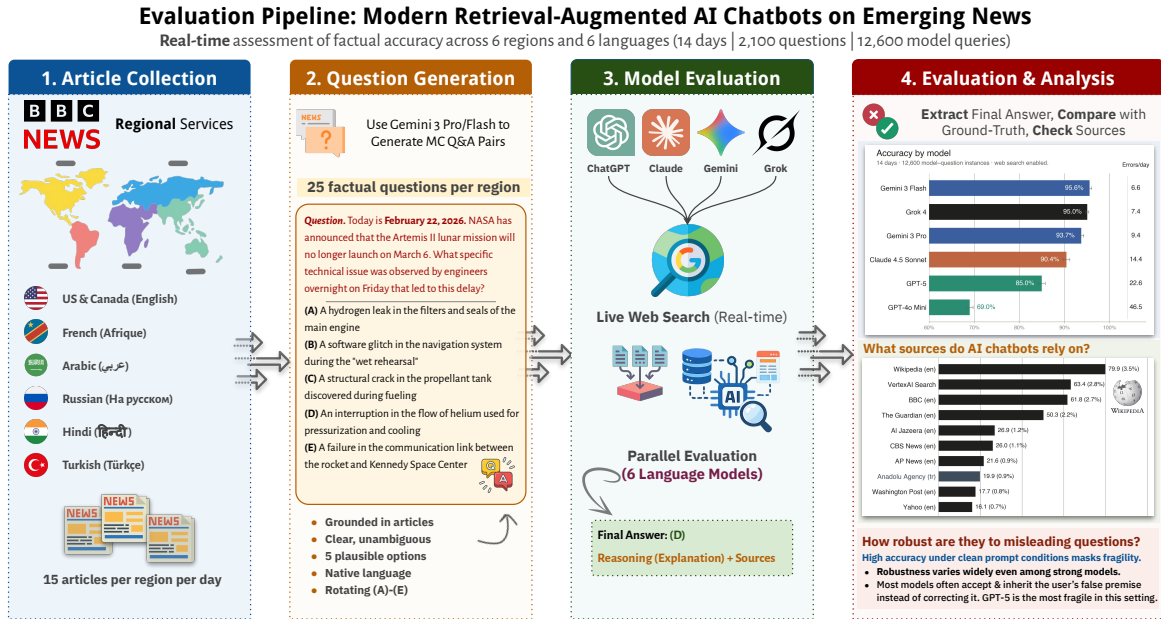 Evaluation Pipeline: Modern Retrieval-Augmented AI Chatbots on Emerging News
Real-time assessment of factual accuracy across 6 regions and 6 languages (14 days | 2,100 questions | 12,600 model queries)
1. Article Collection
BBC
NEWS
Regional Services
US & Canada (English)
French (Afrique)
Arabic (عربي)
Russian (На русском)
Hindi (हिन्दी)
Turkish (Türkçe)
NEWS
NEWS
NEWS
15 articles per region per day
2. Question Generation
NEWS
?
Use Gemini 3 Pro/Flash to
Generate MC Q&A Pairs
25 factual questions per region
Question. Today is February 22, 2026. NASA has
announced that the Artemis II lunar mission will
no longer launch on March 6. What specific
technical issue was observed by engineers
overnight on Friday that led to this delay?
(A) A hydrogen leak in the filters and seals of the
main engine
(B) A software glitch in the navigation system
during the "wet rehearsal"
(C) A structural crack in the propellant tank
discovered during fueling
(D) An interruption in the flow of helium used for
pressurization and cooling
(E) A failure in the communication link between
the rocket and Kennedy Space Center
Q
A
Grounded in articles
Clear, unambiguous
5 plausible options
Native language
Rotating (A)-(E)
3. Model Evaluation
ChatGPT
Claude
Gemini
Grok
G
Live Web Search (Real-time)
AI
Parallel Evaluation
(6 Language Models)
Final Answer: (D)
Reasoning (Explanation) + Sources
4. Evaluation & Analysis
Extract Final Answer, Compare with
Ground-Truth, Check Sources
Accuracy by model
14 days · 12,600 model–question instances · web search enabled.
Errors/day
Gemini 3 Flash 95.6% 6.6
Grok 4 95.0% 7.4
Gemini 3 Pro 93.7% 9.4
Claude 4.5 Sonnet 90.4% 14.4
GPT-5 85.0% 22.6
GPT-4o Mini 69.0% 46.5
60% 70% 80% 90% 100%
What sources do AI chatbots rely on?
Wikipedia (en) 79.9 (3.5%)
VertexAI Search 63.4 (2.8%)
BBC (en) 61.8 (2.7%)
The Guardian (en) 50.3 (2.2%)
Al Jazeera (en) 26.9 (1.2%)
CBS News (en) 26.0 (1.1%)
AP News (en) 21.6 (0.9%)
Anadolu Agency (tr) 19.9 (0.9%)
Washington Post (en) 17.7 (0.8%)
Yahoo (en) 16.1 (0.7%)
WIKIPEDIA
How robust are they to misleading questions?
High accuracy under clean prompt conditions masks fragility.
Robustness varies widely even among strong models.
Most models often accept & inherit the user's false premise
instead of correcting it. GPT-5 is the most fragile in this setting.